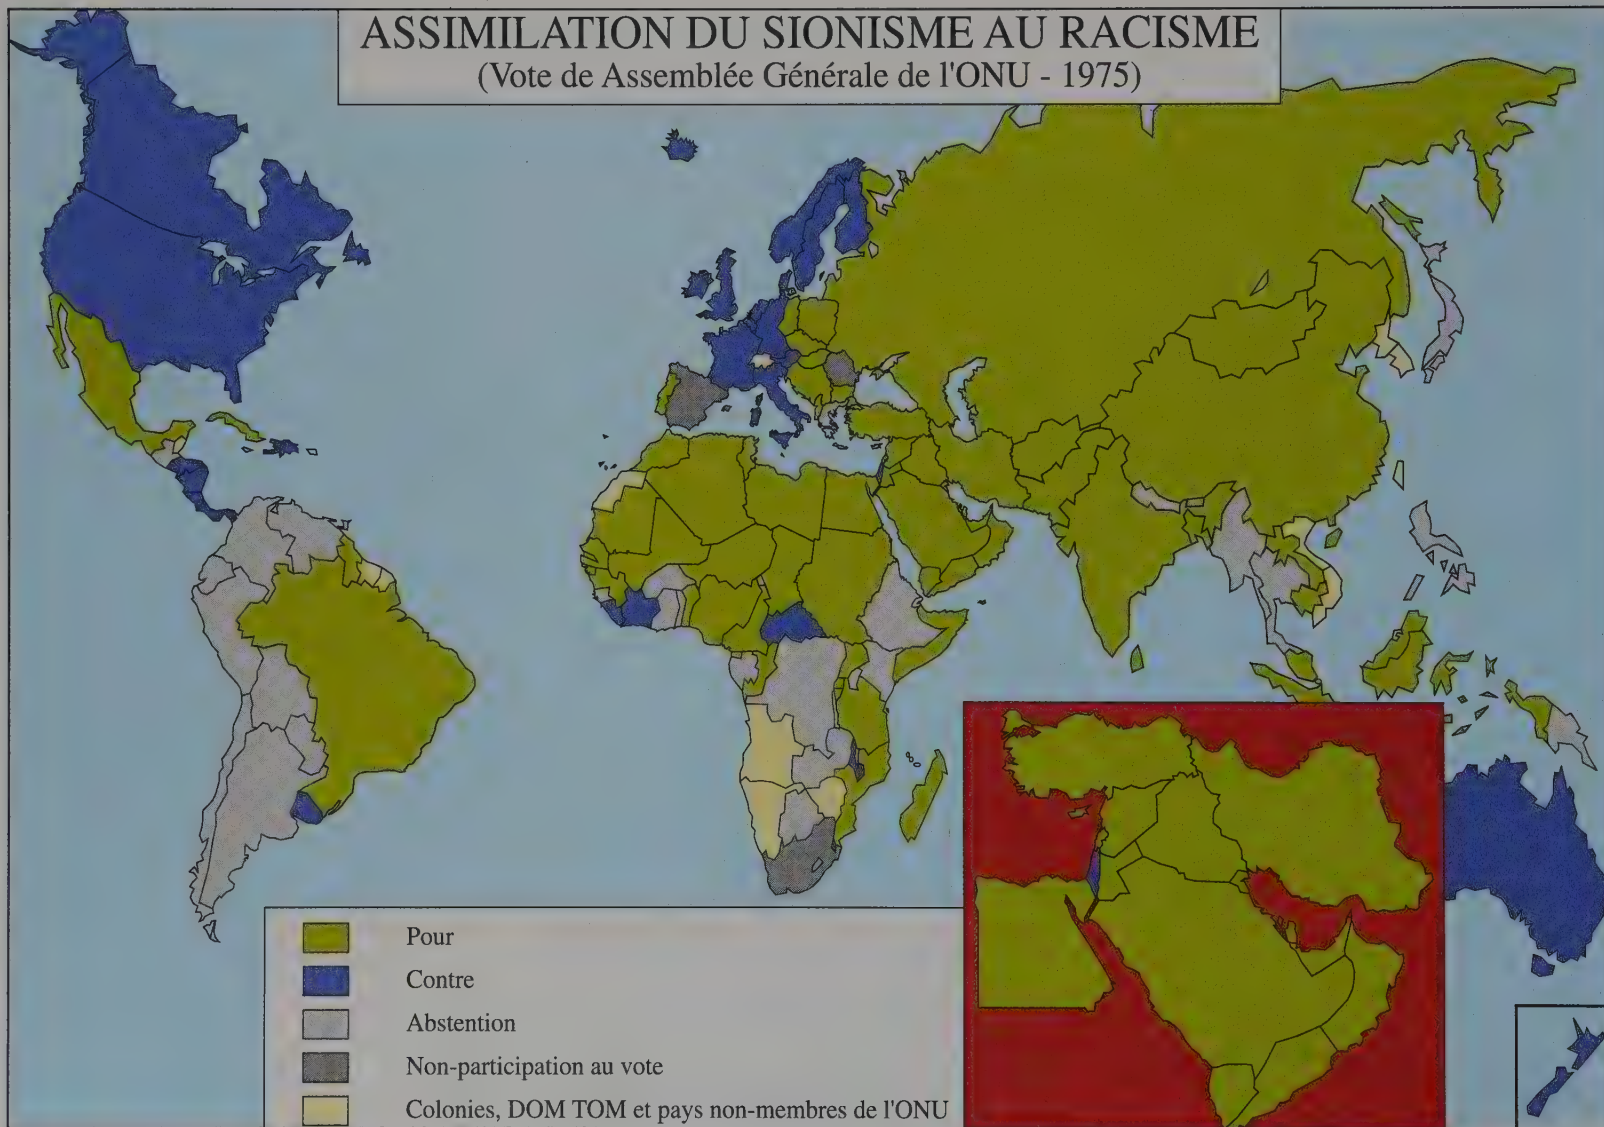 ASSIMILATION DU SIONISME AU RACISME
(Vote de Assemblée Générale de l'ONU - 1975)
Pour
Contre
Abstention
Non-participation au vote
Colonies, DOM TOM et pays non-membres de l'ONU